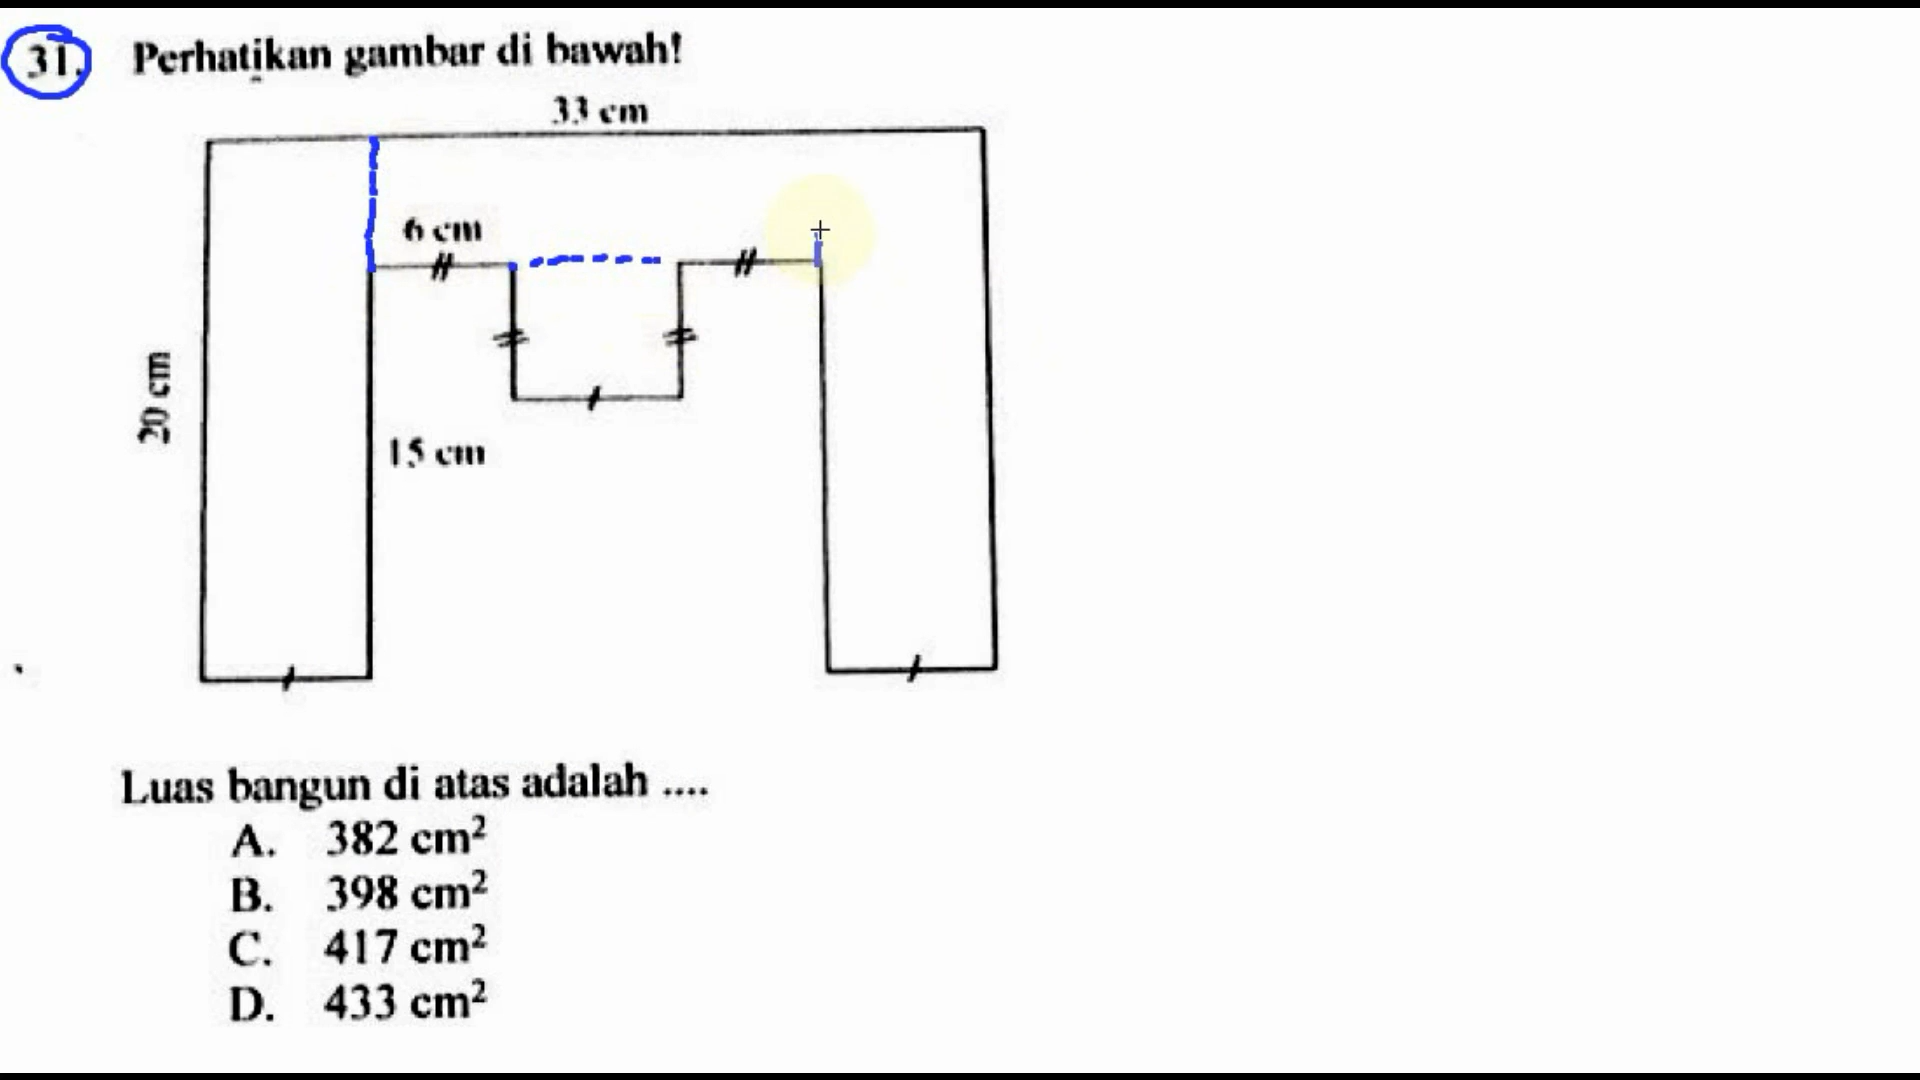 31. Perhatikan gambar di bawah!
33 cm
6 cm
20 cm
15 cm
Luas bangun di atas adalah ....
A. 382 cm²
B. 398 cm²
C. 417 cm²
D. 433 cm²